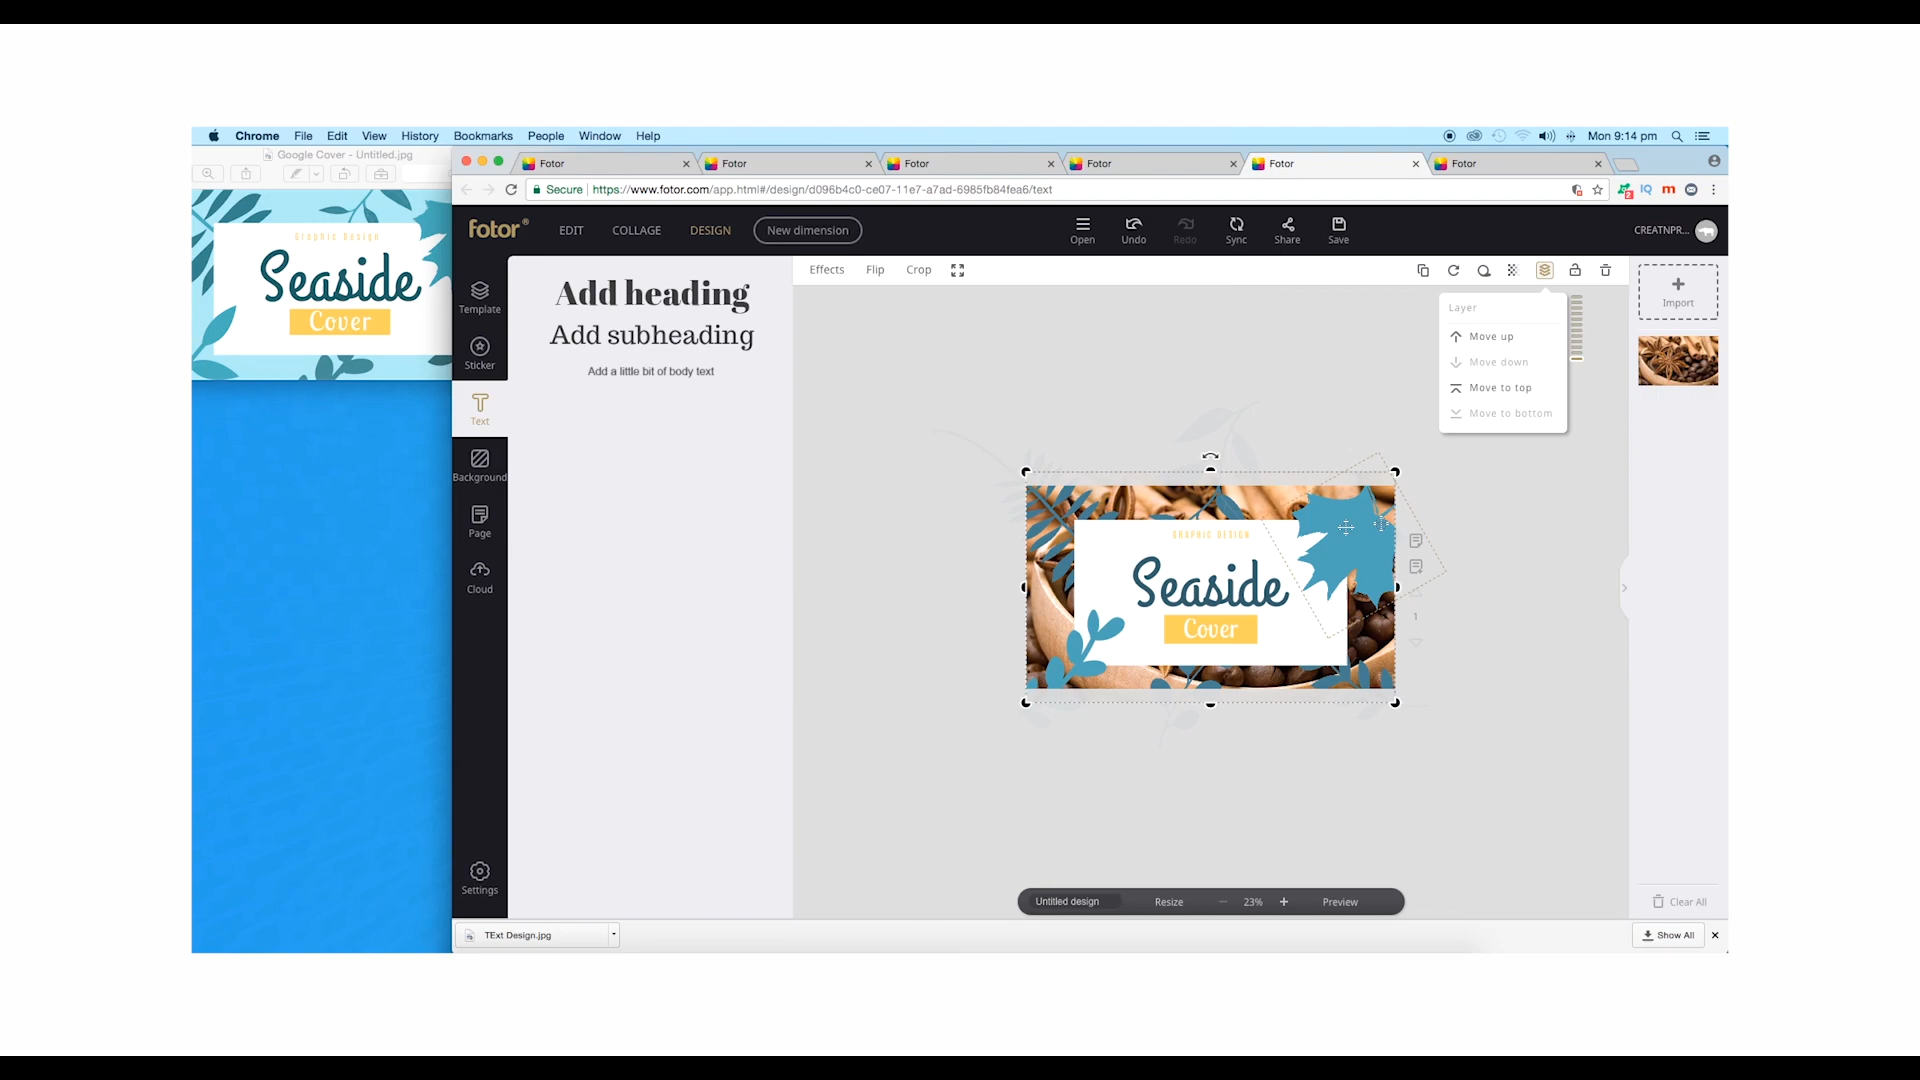 Chrome File Edit View History Bookmarks People Window Help Mon 9:14 pm
Google Cover - Untitled.jpg
Fotor Fotor Fotor Fotor Fotor Fotor
Secure https://www.fotor.com/app.html#/design/d096b4c0-ce07-11e7-a7ad-6985fb84fea6/text
fotor® EDIT COLLAGE DESIGN New dimension
Open Undo Redo Sync Share Save
CREATNPR...
Graphic Design
Seaside
Cover
Template
Sticker
Text
Background
Page
Cloud
Settings
Add heading
Add subheading
Add a little bit of body text
Effects Flip Crop
Layer
Move up
Move down
Move to top
Move to bottom
Import
GRAPHIC DESIGN
Seaside
Cover
1
Untitled design Resize 23% Preview
Clear All
TExt Design.jpg
Show All